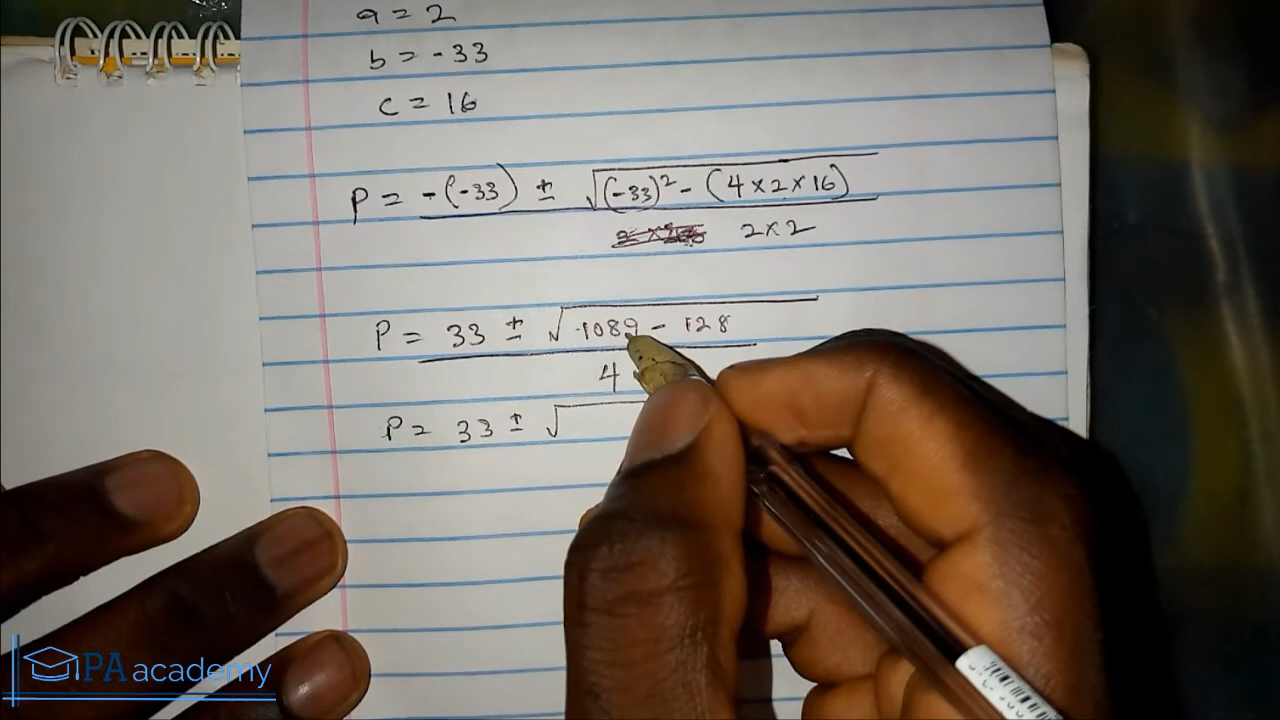 a = 2
b = -33
c = 16
P = -(-33) ± √(-33)² - (4×2×16)
2×2
P = 33 ± √1089 - 128
4
P = 33 ± √
PA academy